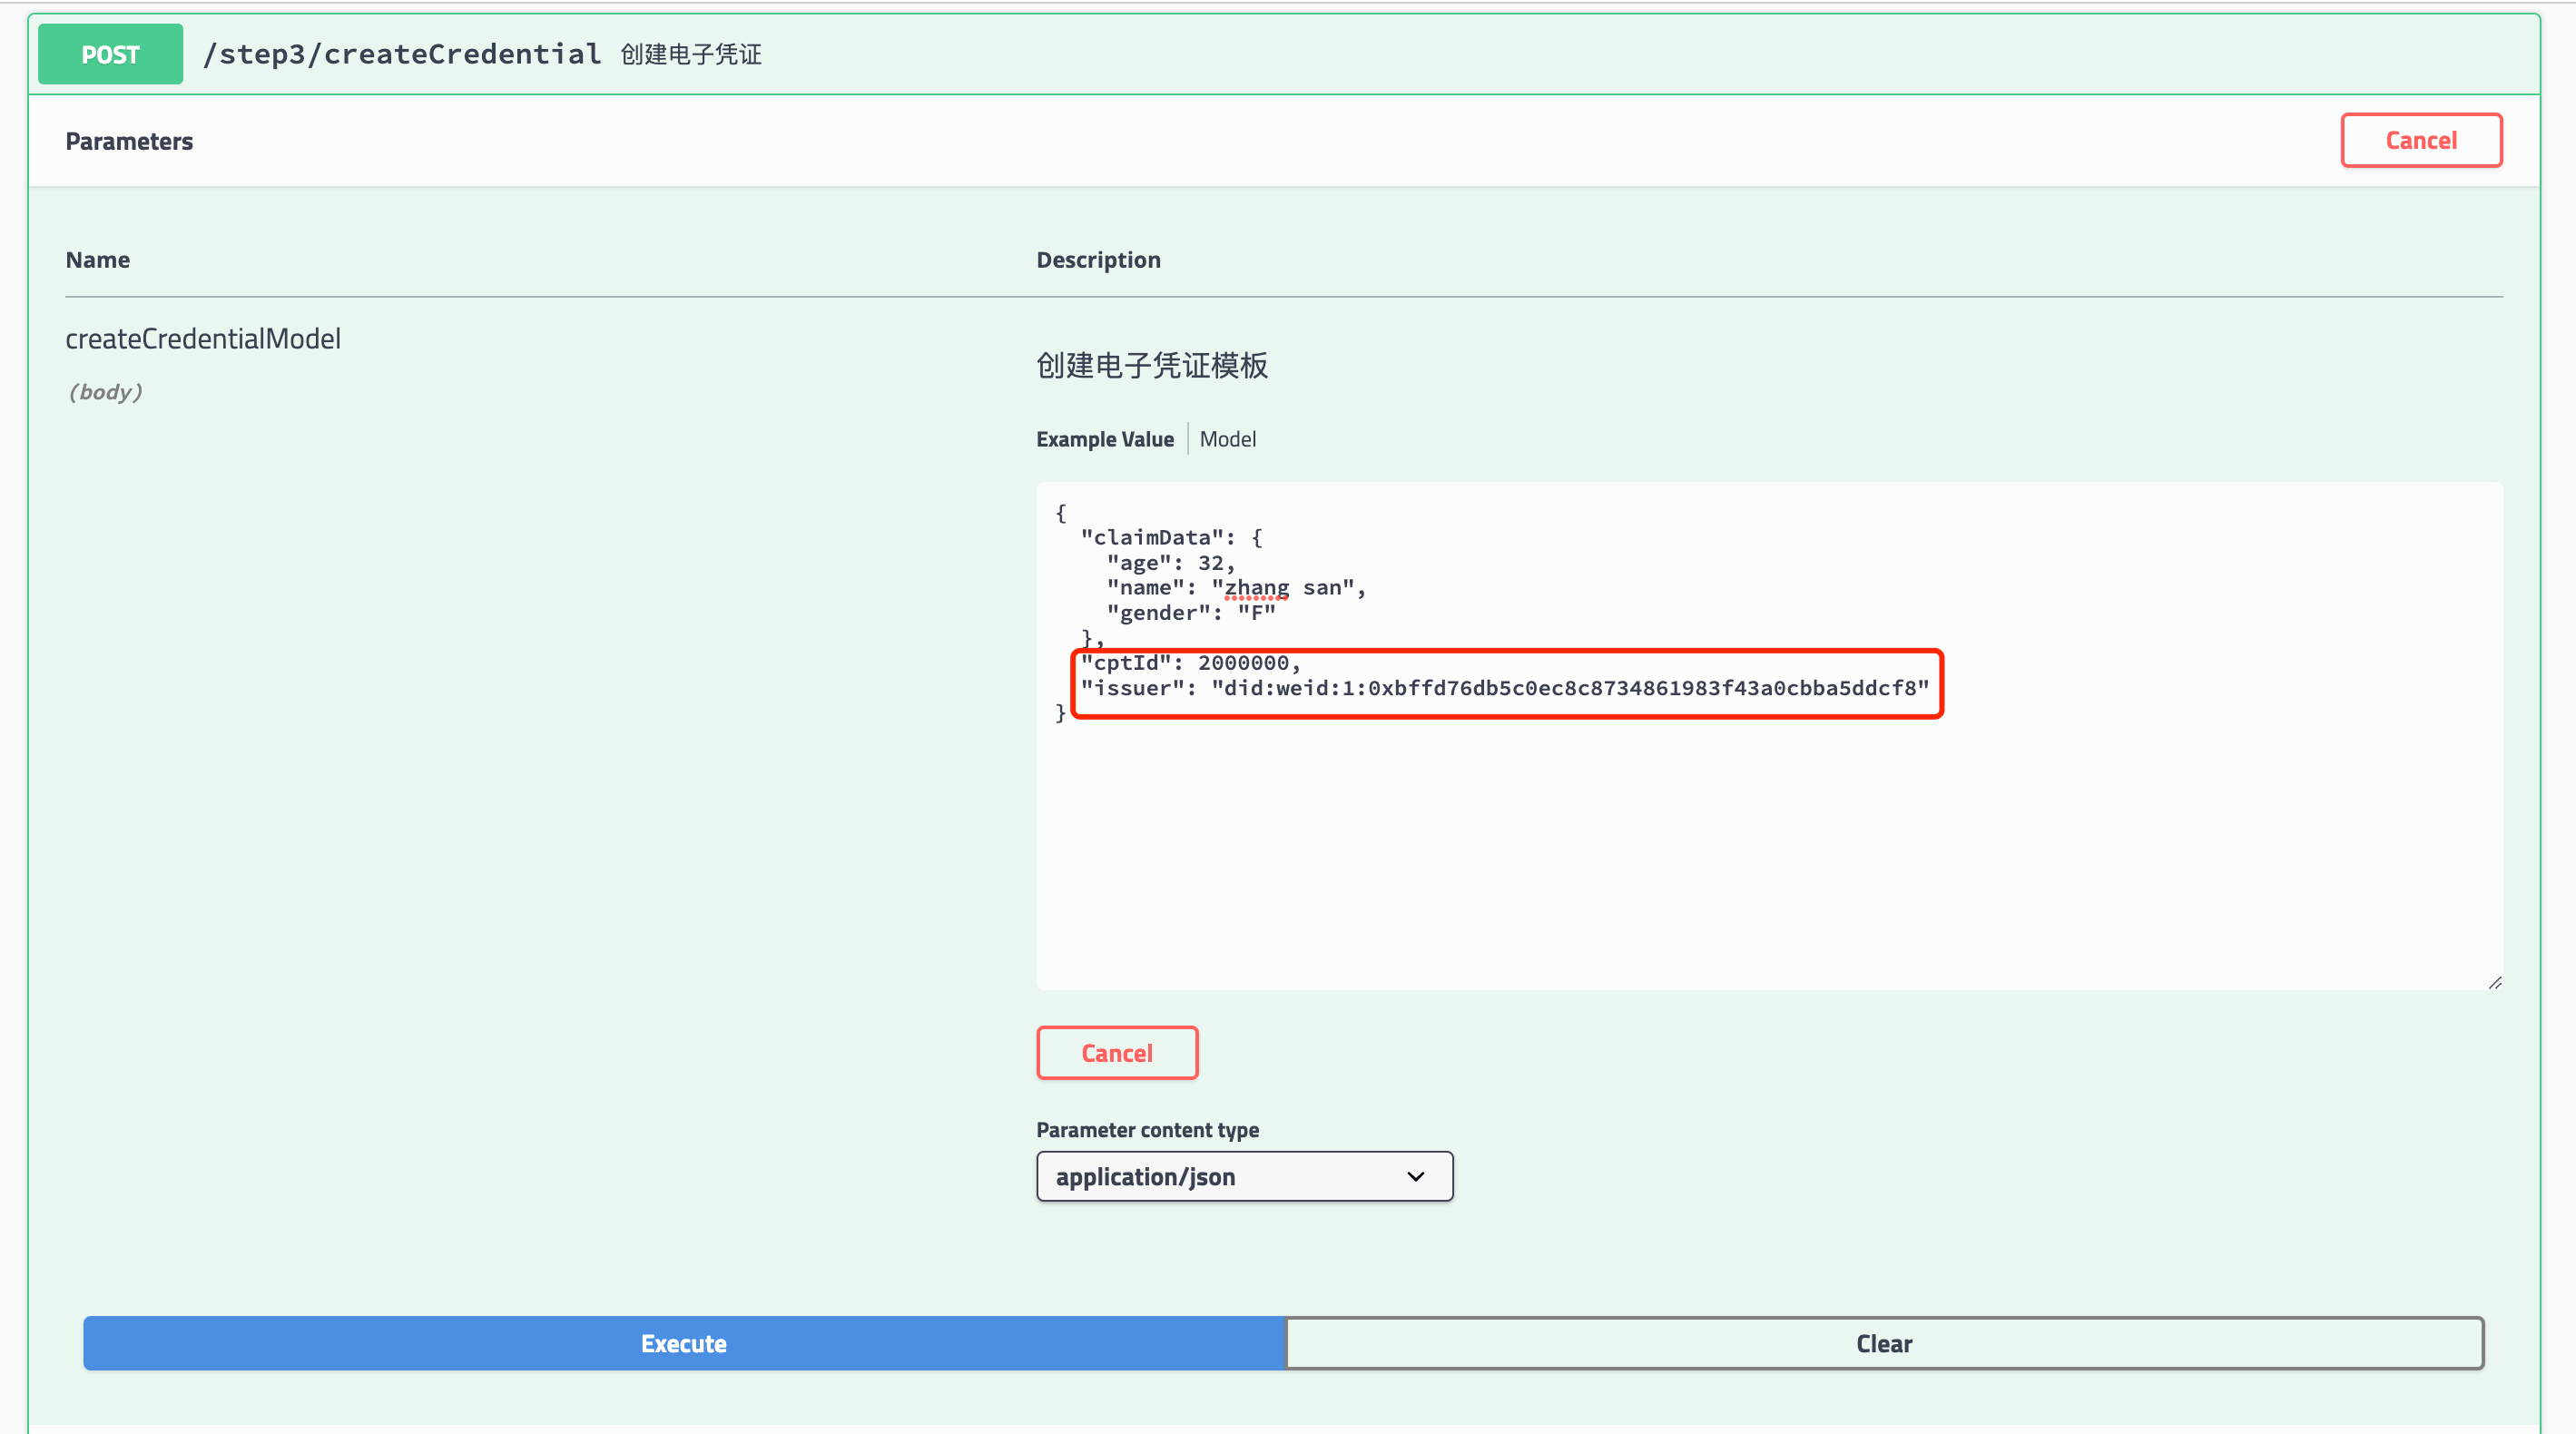 POST /step3/createCredential 创建电子凭证
Parameters
Cancel
Name Description
createCredentialModel
(body)
创建电子凭证模板
Example Value Model
{
"claimData": {
"age": 32,
"name": "zhang san",
"gender": "F"
},
"cptId": 2000000,
"issuer": "did:weid:1:0xbffd76db5c0ec8c8734861983f43a0cbba5ddcf8"
}
Cancel
Parameter content type
application/json
Execute Clear